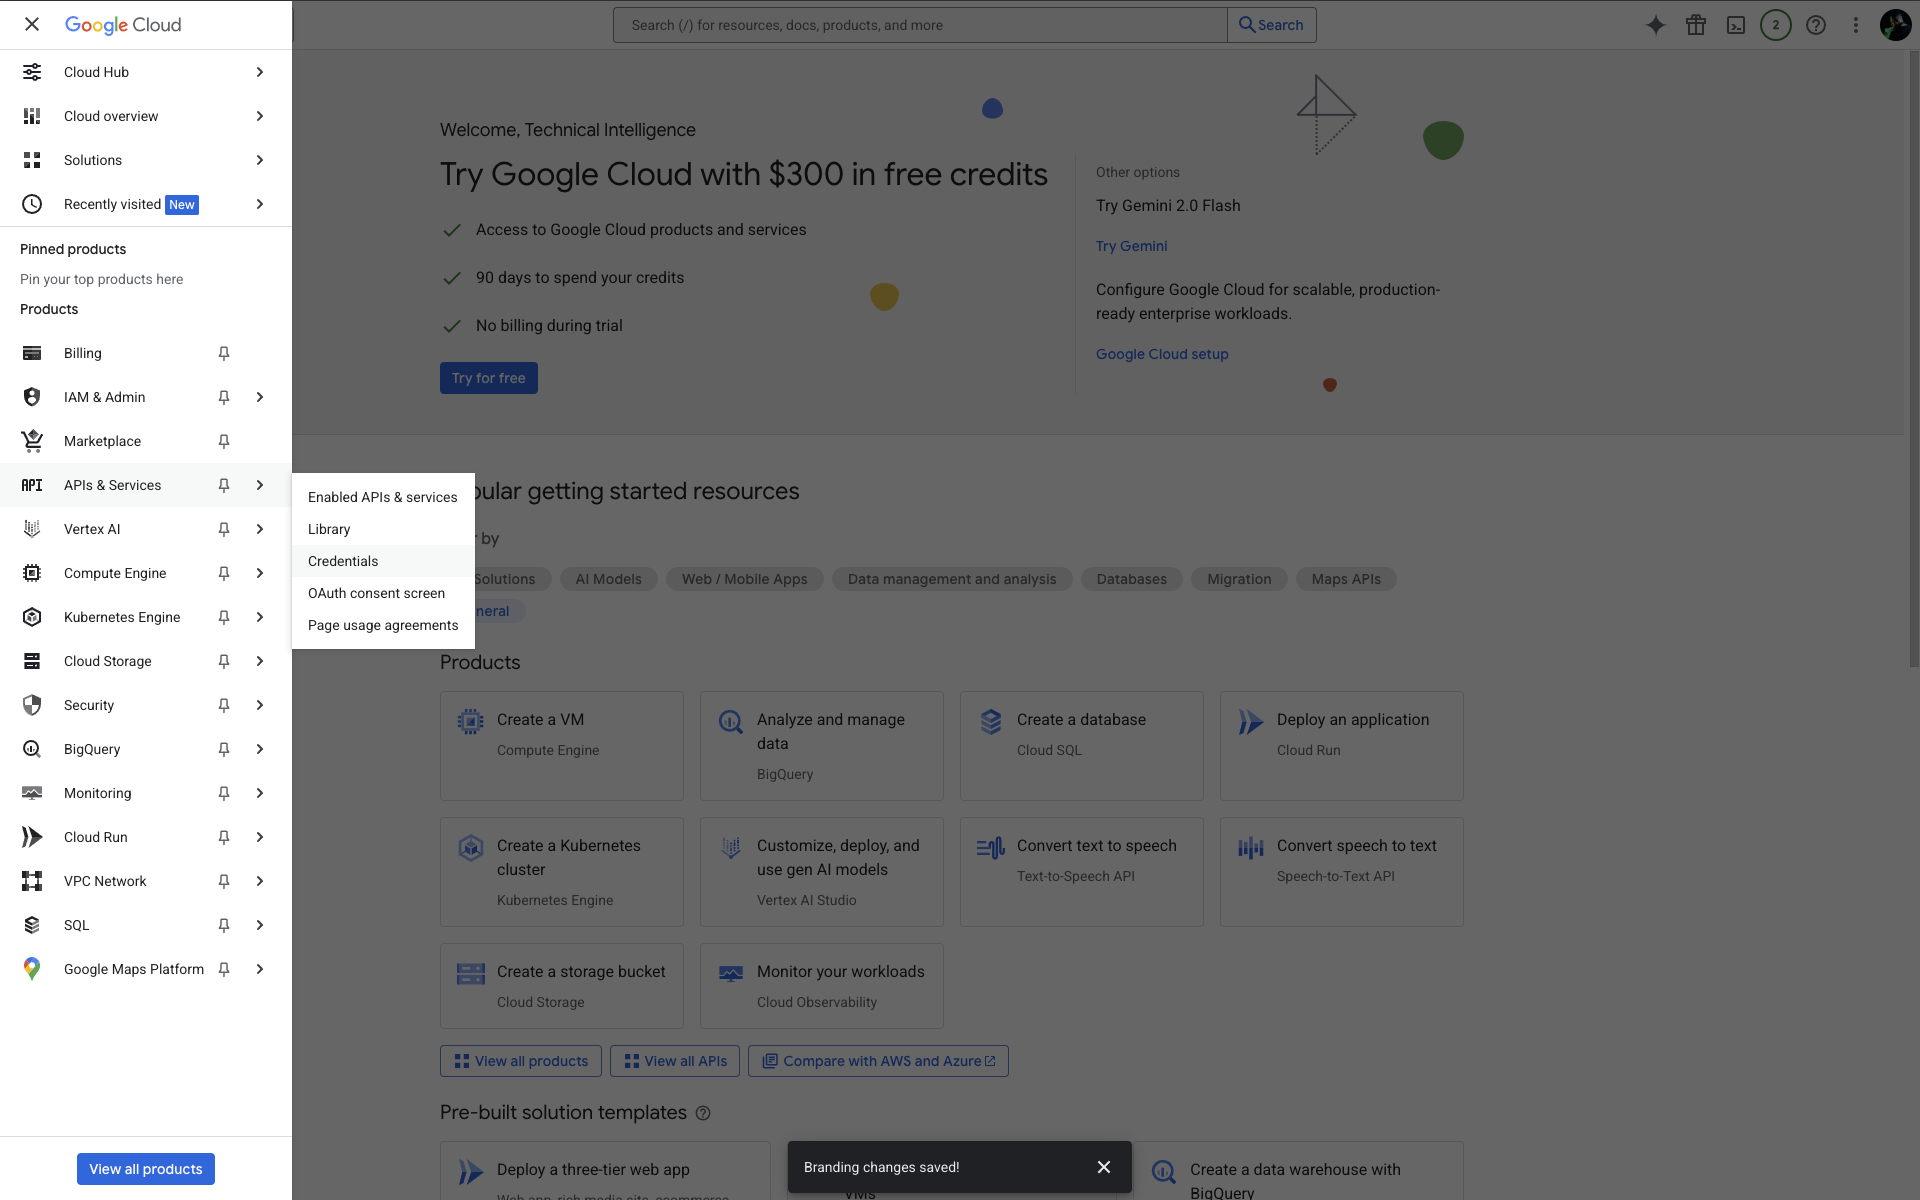 Google Cloud
Search (/) for resources, docs, products, and more
Search
2
Cloud Hub
Cloud overview
Solutions
Recently visited New
Pinned products
Pin your top products here
Products
Billing
IAM & Admin
Marketplace
APIs & Services
Vertex AI
Compute Engine
Kubernetes Engine
Cloud Storage
Security
BigQuery
Monitoring
Cloud Run
VPC Network
SQL
Google Maps Platform
View all products
Enabled APIs & services
Library
Credentials
OAuth consent screen
Page usage agreements
Welcome, Technical Intelligence
Try Google Cloud with $300 in free credits
Access to Google Cloud products and services
90 days to spend your credits
No billing during trial
Try for free
Other options
Try Gemini 2.0 Flash
Try Gemini
Configure Google Cloud for scalable, production-
ready enterprise workloads.
Google Cloud setup
ular getting started resources
by
Solutions
AI Models
Web / Mobile Apps
Data management and analysis
Databases
Migration
Maps APIs
neral
Products
Create a VM
Compute Engine
Analyze and manage
data
BigQuery
Create a database
Cloud SQL
Deploy an application
Cloud Run
Create a Kubernetes
cluster
Kubernetes Engine
Customize, deploy, and
use gen AI models
Vertex AI Studio
Convert text to speech
Text-to-Speech API
Convert speech to text
Speech-to-Text API
Create a storage bucket
Cloud Storage
Monitor your workloads
Cloud Observability
View all products
View all APIs
Compare with AWS and Azure
Pre-built solution templates
Deploy a three-tier web app
Web app, rich media site, ecommerce
VMs
Create a data warehouse with
BigQuery
Branding changes saved!